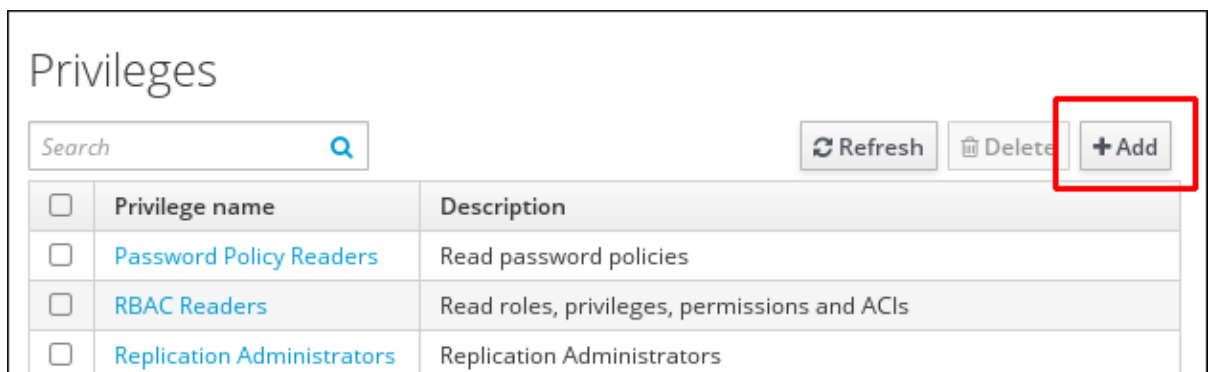 Privileges
Search Refresh Delete + Add
Privilege name Description
Password Policy Readers Read password policies
RBAC Readers Read roles, privileges, permissions and ACIs
Replication Administrators Replication Administrators